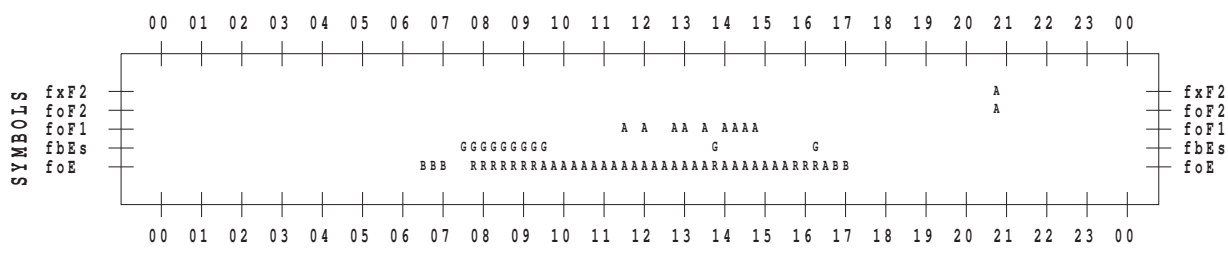 00 01 02 03 04 05 06 07 08 09 10 11 12 13 14 15 16 17 18 19 20 21 22 23 00
SYMBOLS
fxF2 A fxF2
foF2 A foF2
foF1 A A AA A AAAA foF1
fbEs GGGGGGGGG G G fbEs
foE BBB RRRRRRRAAAAAAAAAAAAAAAAARAAAAAAARRRABB foE
00 01 02 03 04 05 06 07 08 09 10 11 12 13 14 15 16 17 18 19 20 21 22 23 00